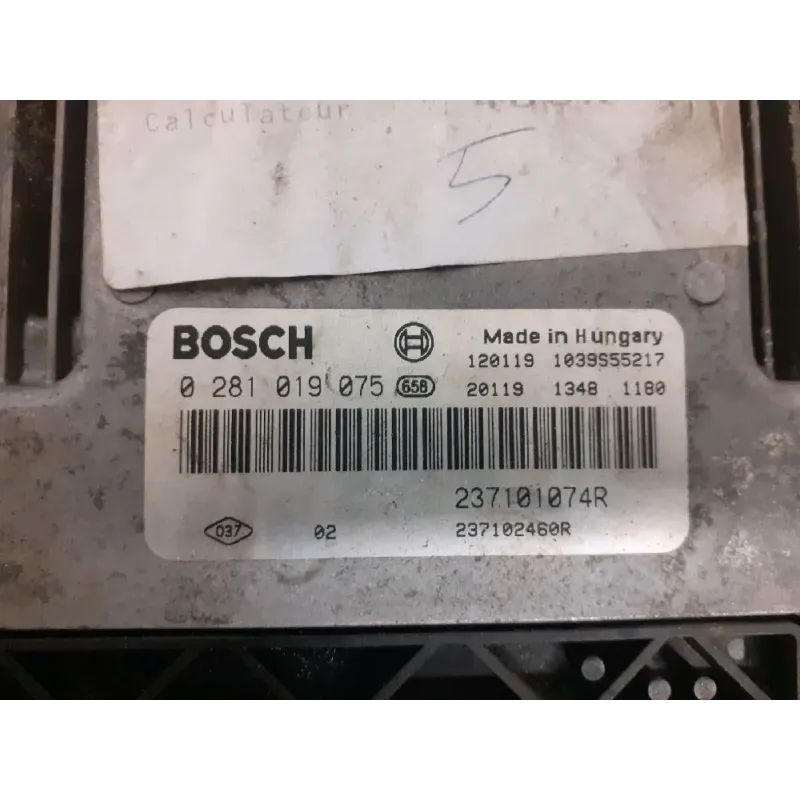 Calculateur
5
BOSCH Made in Hungary
120119 1039S55217
0 281 019 075 658 20119 1348 1180
237101074R
037 02 237102460R